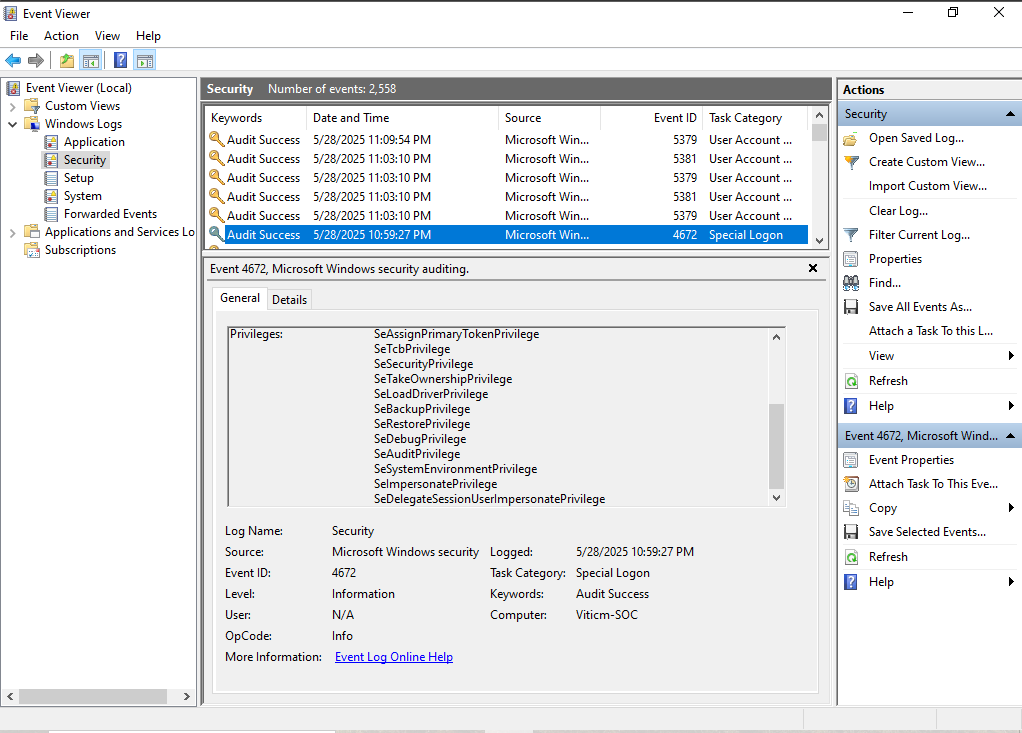 Event Viewer
File Action View Help
Event Viewer (Local)
Custom Views
Windows Logs
Application
Security
Setup
System
Forwarded Events
Applications and Services Lo
Subscriptions
Security Number of events: 2,558
Keywords Date and Time Source Event ID Task Category
Audit Success 5/28/2025 11:09:54 PM Microsoft Win... 5379 User Account ...
Audit Success 5/28/2025 11:03:10 PM Microsoft Win... 5381 User Account ...
Audit Success 5/28/2025 11:03:10 PM Microsoft Win... 5379 User Account ...
Audit Success 5/28/2025 11:03:10 PM Microsoft Win... 5381 User Account ...
Audit Success 5/28/2025 11:03:10 PM Microsoft Win... 5379 User Account ...
Audit Success 5/28/2025 10:59:27 PM Microsoft Win... 4672 Special Logon
Event 4672, Microsoft Windows security auditing.
General Details
Privileges: SeAssignPrimaryTokenPrivilege
SeTcbPrivilege
SeSecurityPrivilege
SeTakeOwnershipPrivilege
SeLoadDriverPrivilege
SeBackupPrivilege
SeRestorePrivilege
SeDebugPrivilege
SeAuditPrivilege
SeSystemEnvironmentPrivilege
SeImpersonatePrivilege
SeDelegateSessionUserImpersonatePrivilege
Log Name: Security
Source: Microsoft Windows security Logged: 5/28/2025 10:59:27 PM
Event ID: 4672 Task Category: Special Logon
Level: Information Keywords: Audit Success
User: N/A Computer: Viticm-SOC
OpCode: Info
More Information: Event Log Online Help
Actions
Security
Open Saved Log...
Create Custom View...
Import Custom View...
Clear Log...
Filter Current Log...
Properties
Find...
Save All Events As...
Attach a Task To this L...
View
Refresh
Help
Event 4672, Microsoft Wind...
Event Properties
Attach Task To This Eve...
Copy
Save Selected Events...
Refresh
Help